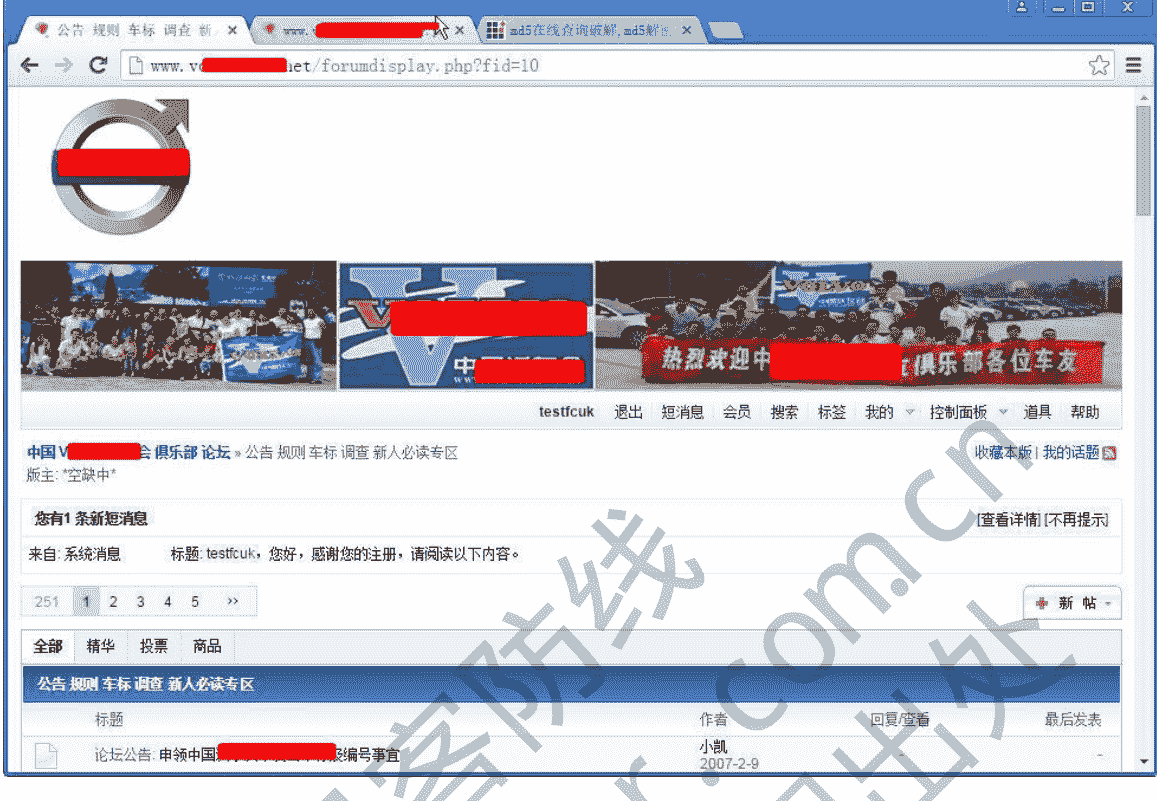 公告 规则 车标 调查 新
www.
md5在线查询破解,md5解
www.v
net/forumdisplay.php?fid=10
VOLVO
中
热烈欢迎中
俱乐部各位车友
testfcuk 退出 短消息 会员 搜索 标签 我的 控制面板 道具 帮助
中国 V 会 俱乐部 论坛 » 公告 规则 车标 调查 新人必读专区
收藏本版 | 我的话题
版主: *空缺中*
您有1 条新短消息
[查看详情] [不再提示]
来自: 系统消息 标题: testfcuk，您好，感谢您的注册，请阅读以下内容。
251 1 2 3 4 5 ››
新 帖
全部 精华 投票 商品
公告 规则 车标 调查 新人必读专区
标题 作者 回复/查看 最后发表
论坛公告: 申领中国 编号事宜 小凯 - -
2007-2-9
客防线
r.com.cn
出处